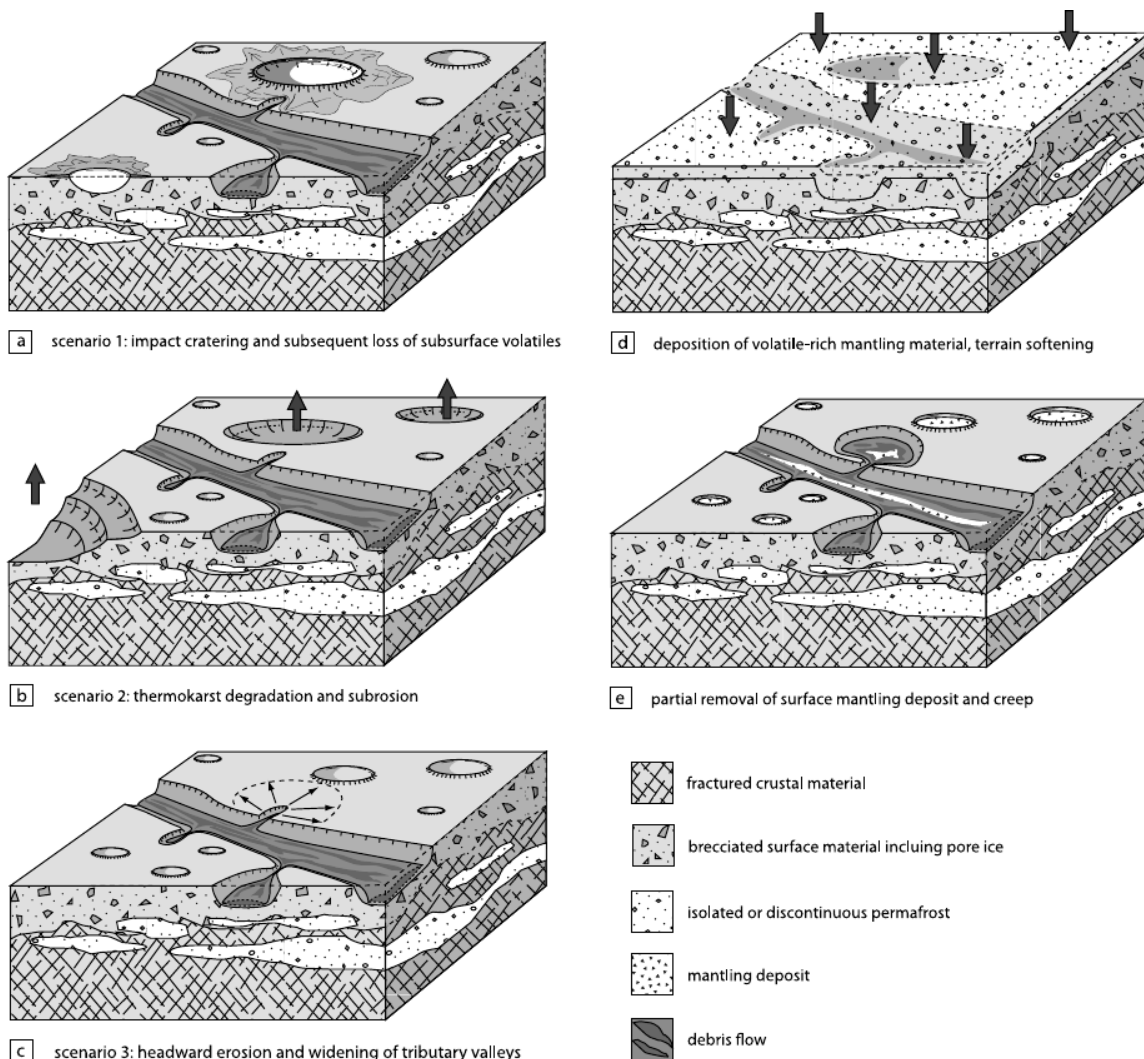 a scenario 1: impact cratering and subsequent loss of subsurface volatiles
b scenario 2: thermokarst degradation and subrosion
c scenario 3: headward erosion and widening of tributary valleys
d deposition of volatile-rich mantling material, terrain softening
e partial removal of surface mantling deposit and creep
fractured crustal material
brecciated surface material incluing pore ice
isolated or discontinuous permafrost
mantling deposit
debris flow